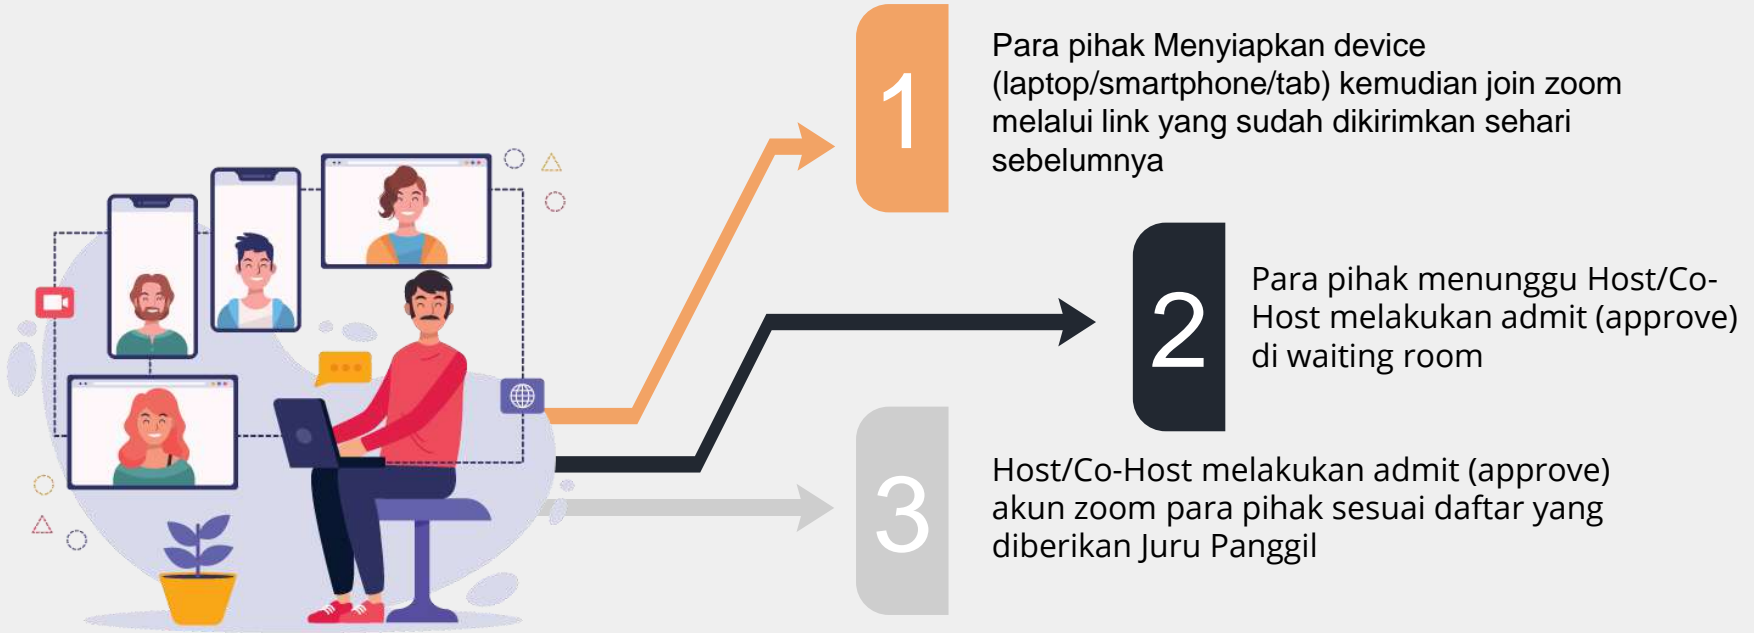 1
Para pihak Menyiapkan device
(laptop/smartphone/tab) kemudian join zoom
melalui link yang sudah dikirimkan sehari
sebelumnya
2
Para pihak menunggu Host/Co-
Host melakukan admit (approve)
di waiting room
3
Host/Co-Host melakukan admit (approve)
akun zoom para pihak sesuai daftar yang
diberikan Juru Panggil